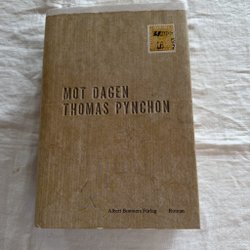 MOT DAGEN
THOMAS PYNCHON
Albert Bonniers Förlag Roman